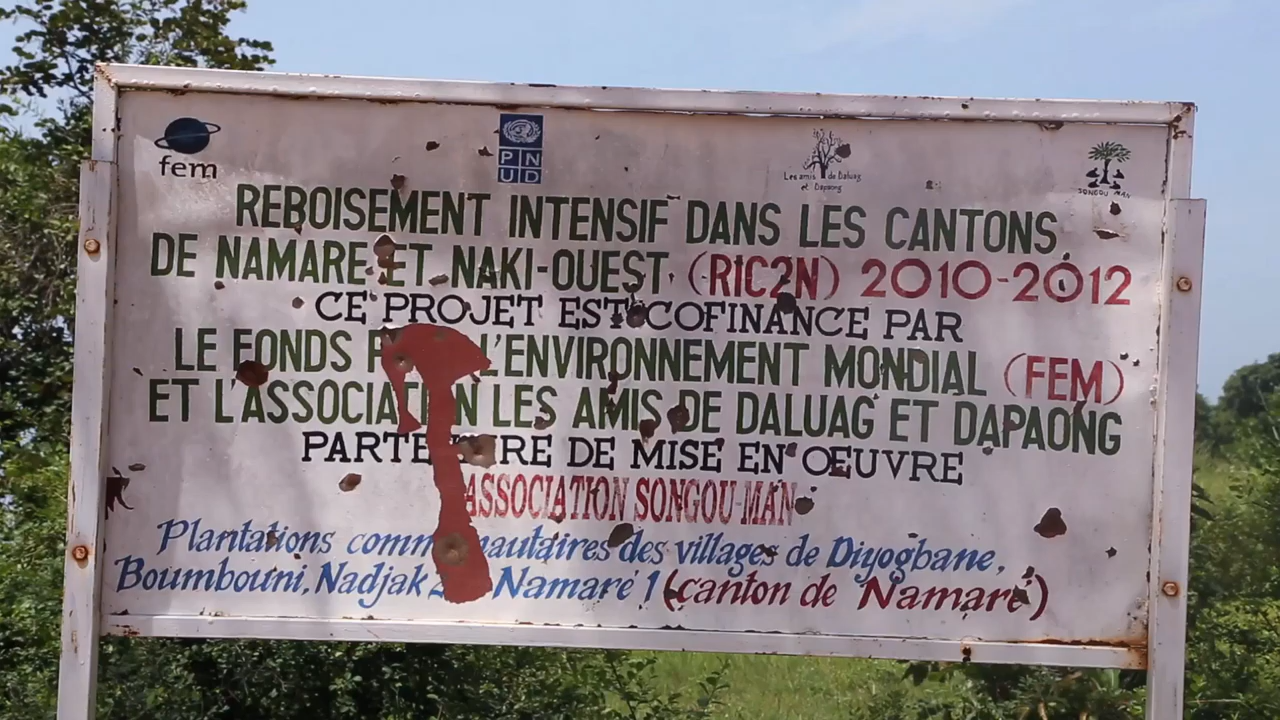 fem
PNUD
Les amis de Daluag et Dapaong
SONGOU MAN
REBOISEMENT INTENSIF DANS LES CANTONS
DE NAMARE ET NAKI-OUEST (RIC2N) 2010-2012
CE PROJET EST COFINANCE PAR
LE FONDS L'ENVIRONNEMENT MONDIAL (FEM)
ET L'ASSOCIATION LES AMIS DE DALUAG ET DAPAONG
PARTENAIRE DE MISE EN OEUVRE
ASSOCIATION SONGOU-MAN
Plantations communautaires des villages de Diyogbane,
Boumbouni, Nadjak 2, Namaré 1 (canton de Namaré)